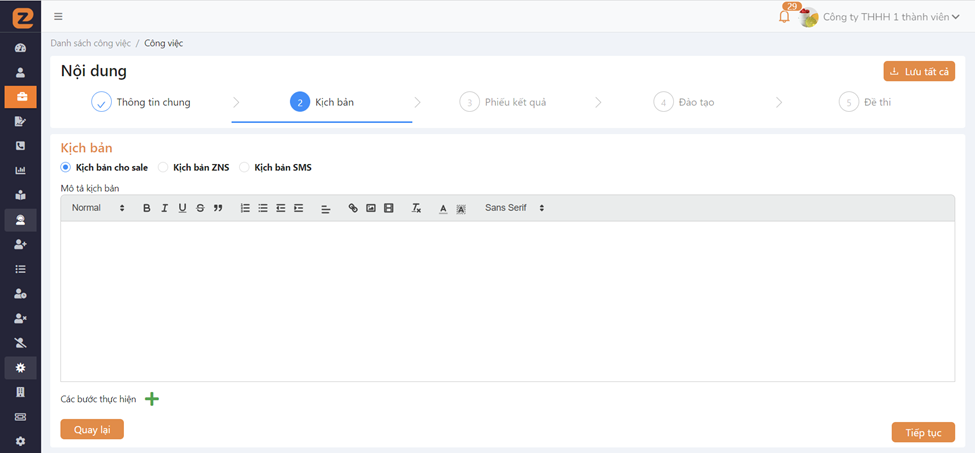 29
Công ty THHH 1 thành viên
Danh sách công việc / Công việc
Nội dung
Lưu tất cả
Thông tin chung
2 Kịch bản
3 Phiếu kết quả
4 Đào tạo
5 Đề thi
Kịch bản
Kịch bản cho sale Kịch bản ZNS Kịch bản SMS
Mô tả kịch bản
Normal B I U S Sans Serif
Các bước thực hiện
Quay lại
Tiếp tục